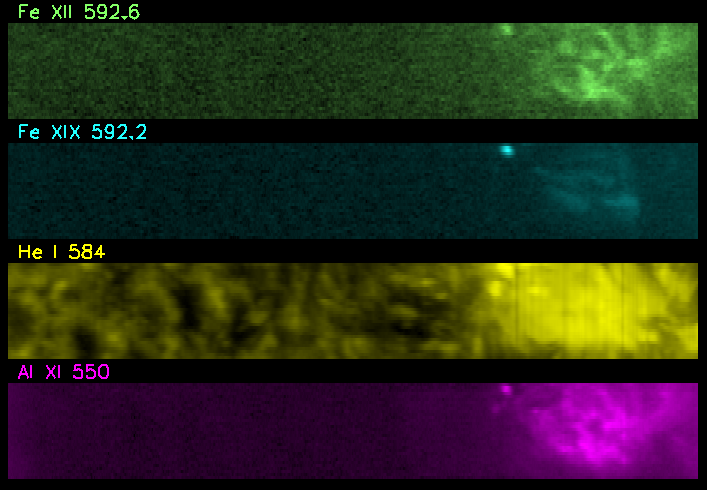 Fe XII 592.6
Fe XIX 592.2
He I 584
Al XI 550